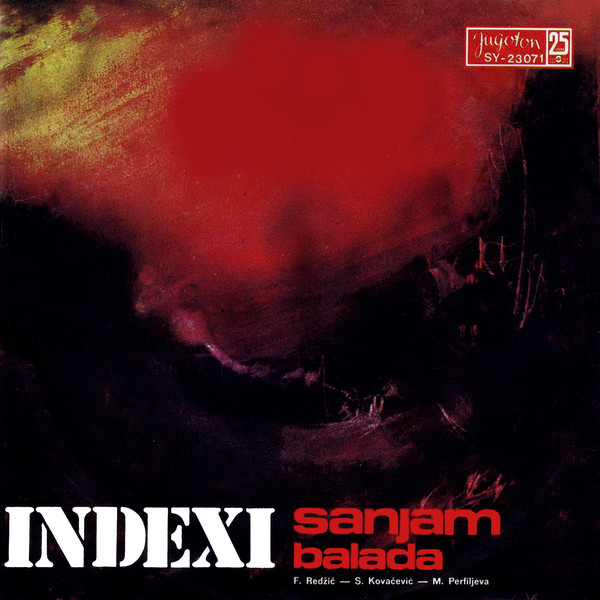 Jugoton 25
SY-23071
INDEXI
sanjam
balada
F. Redžić — S. Kovačević — M. Perfiljeva